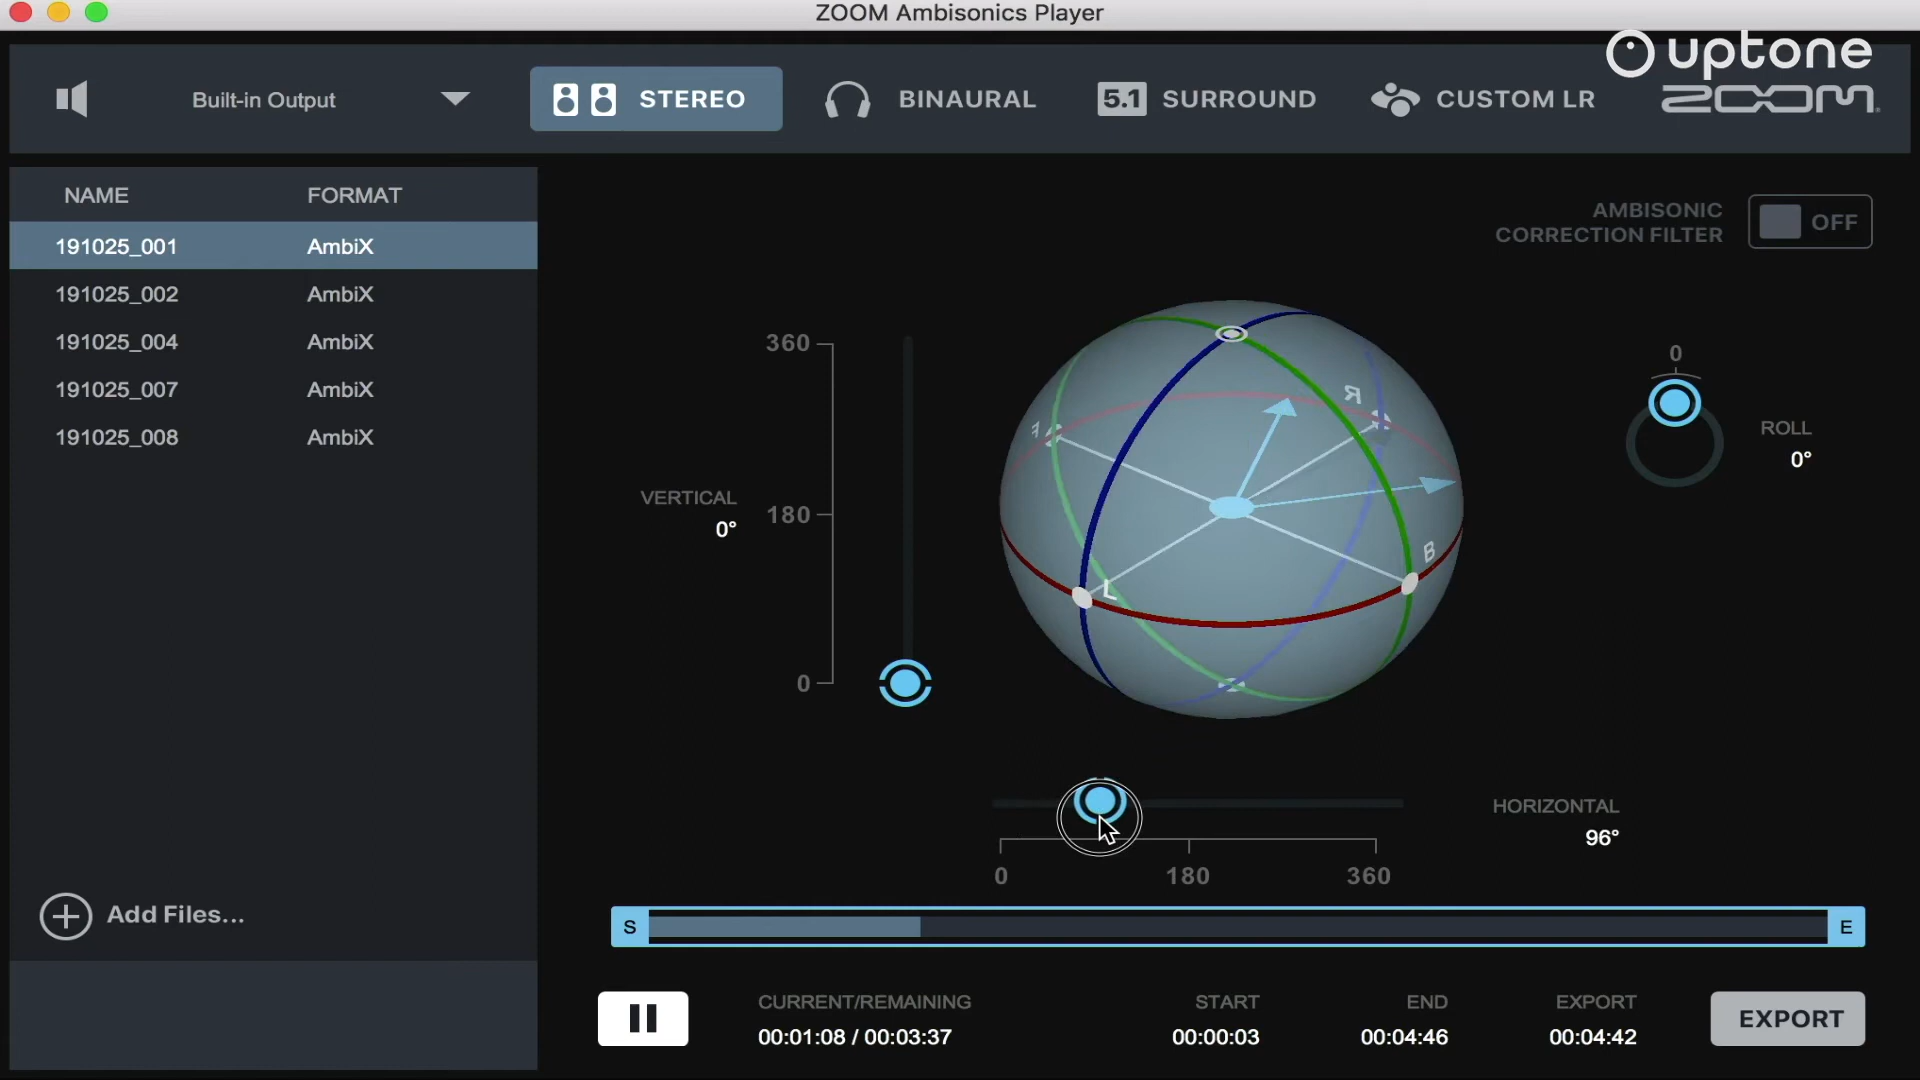 ZOOM Ambisonics Player
uptone
ZOOM
Built-in Output
STEREO
BINAURAL
5.1 SURROUND
CUSTOM LR
NAME FORMAT
191025_001 AmbiX
191025_002 AmbiX
191025_004 AmbiX
191025_007 AmbiX
191025_008 AmbiX
Add Files...
AMBISONIC
CORRECTION FILTER
OFF
360
180
0
VERTICAL
0°
F
R
L
B
0
ROLL
0°
HORIZONTAL
96°
0 180 360
S
E
CURRENT/REMAINING
00:01:08 / 00:03:37
START
00:00:03
END
00:04:46
EXPORT
00:04:42
EXPORT